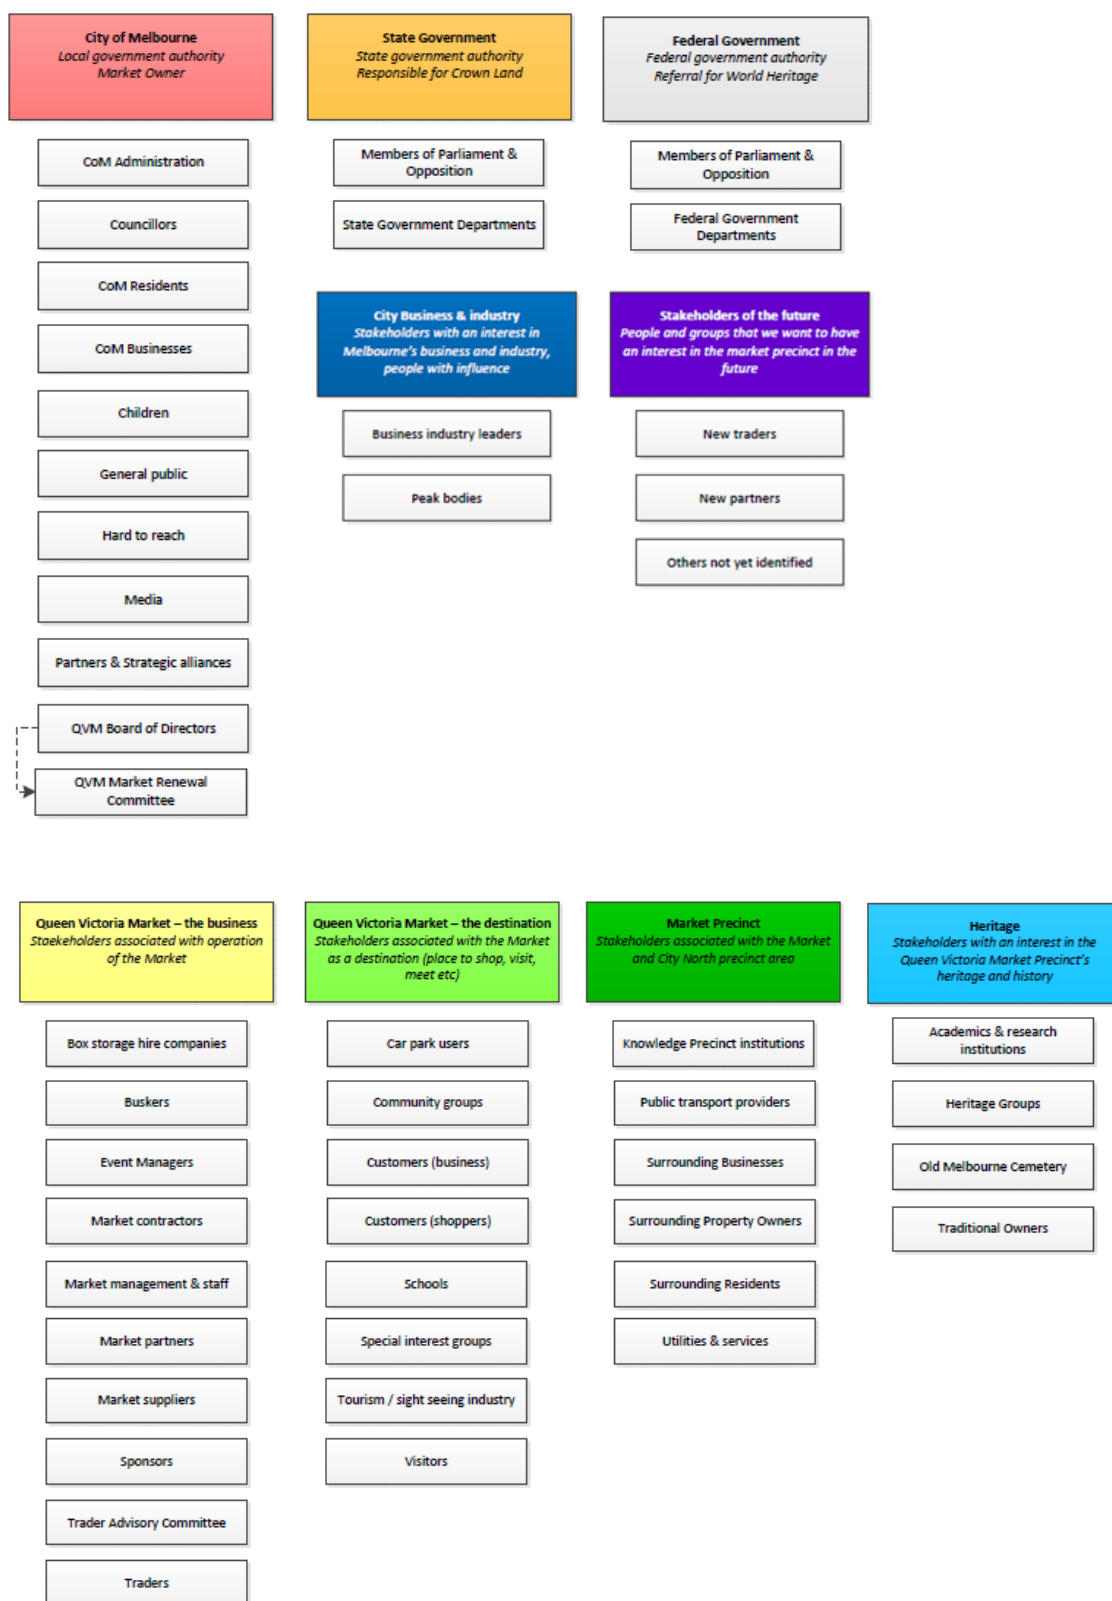 City of Melbourne
Local government authority
Market Owner
CoM Administration
Councillors
CoM Residents
CoM Businesses
Children
General public
Hard to reach
Media
Partners & Strategic alliances
QVM Board of Directors
QVM Market Renewal
Committee
State Government
State government authority
Responsible for Crown Land
Members of Parliament &
Opposition
State Government Departments
Federal Government
Federal government authority
Referral for World Heritage
Members of Parliament &
Opposition
Federal Government
Departments
City Business & industry
Stakeholders with an interest in
Melbourne's business and industry,
people with influence
Business industry leaders
Peak bodies
Stakeholders of the future
People and groups that we want to have
an interest in the market precinct in the
future
New traders
New partners
Others not yet identified
Queen Victoria Market – the business
Staekeholders associated with operation
of the Market
Box storage hire companies
Buskers
Event Managers
Market contractors
Market management & staff
Market partners
Market suppliers
Sponsors
Trader Advisory Committee
Traders
Queen Victoria Market – the destination
Stakeholders associated with the Market
as a destination (place to shop, visit,
meet etc)
Car park users
Community groups
Customers (business)
Customers (shoppers)
Schools
Special interest groups
Tourism / sight seeing industry
Visitors
Market Precinct
Stakeholders associated with the Market
and City North precinct area
Knowledge Precinct institutions
Public transport providers
Surrounding Businesses
Surrounding Property Owners
Surrounding Residents
Utilities & services
Heritage
Stakeholders with an interest in the
Queen Victoria Market Precinct's
heritage and history
Academics & research
institutions
Heritage Groups
Old Melbourne Cemetery
Traditional Owners